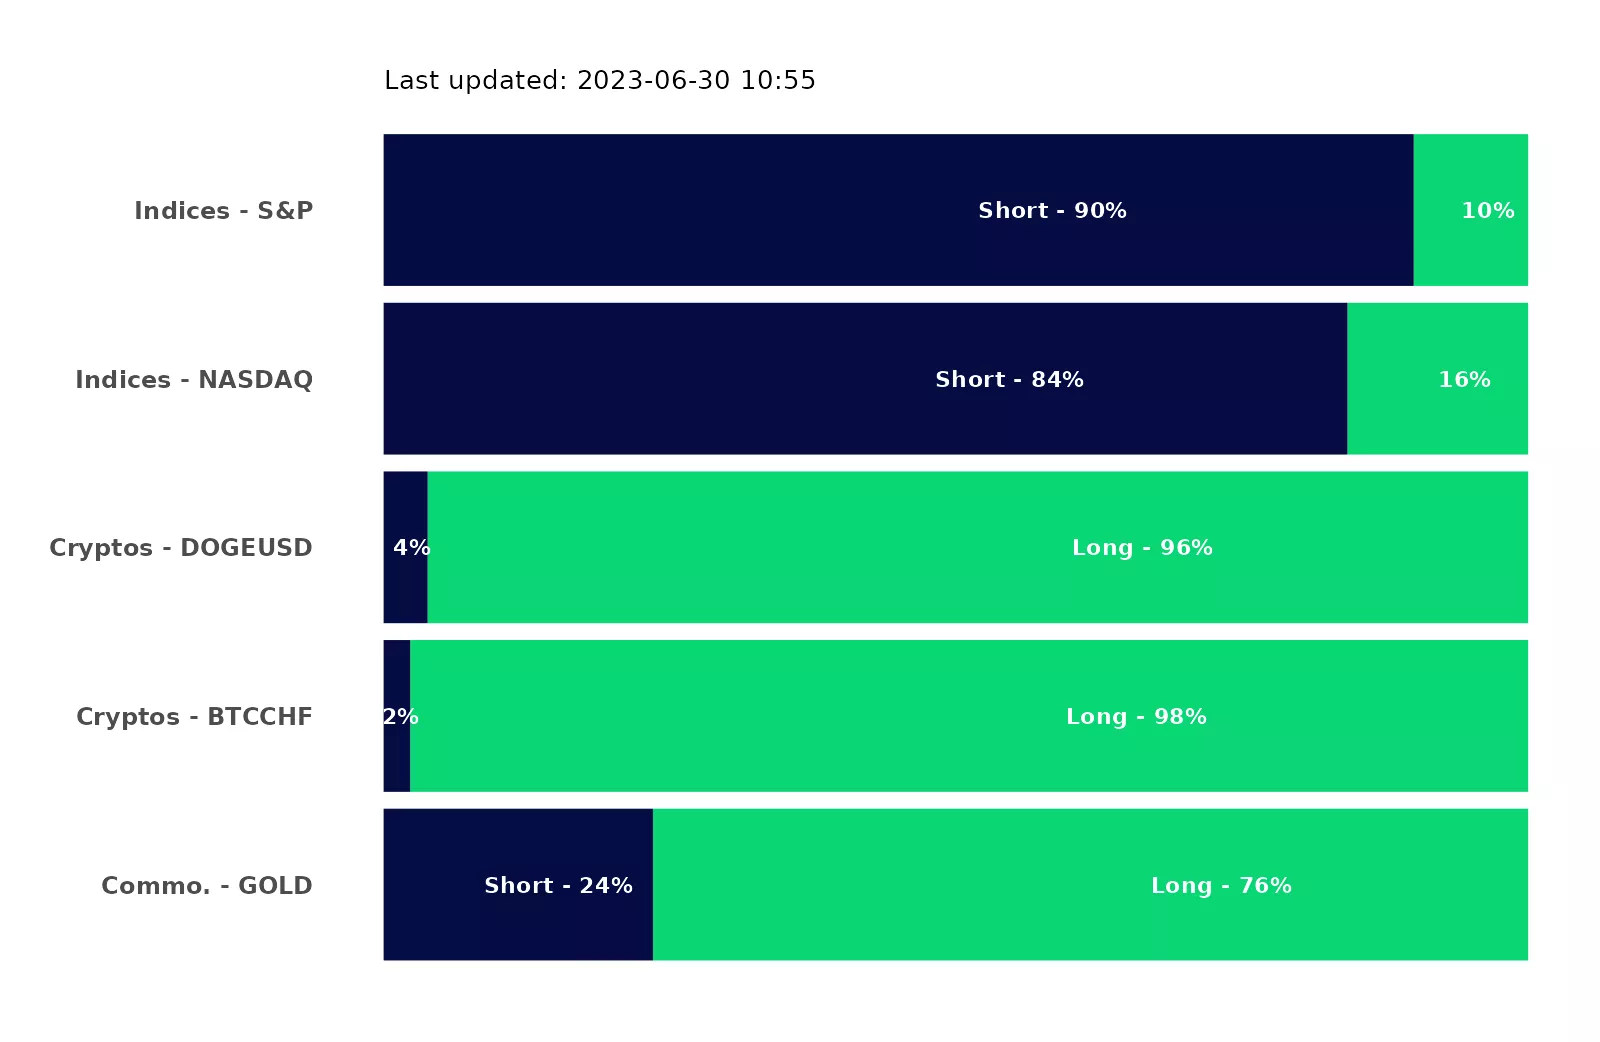 Last updated: 2023-06-30 10:55
Indices - S&P Short - 90% 10%
Indices - NASDAQ Short - 84% 16%
Cryptos - DOGEUSD 4% Long - 96%
Cryptos - BTCCHF 2% Long - 98%
Commo. - GOLD Short - 24% Long - 76%